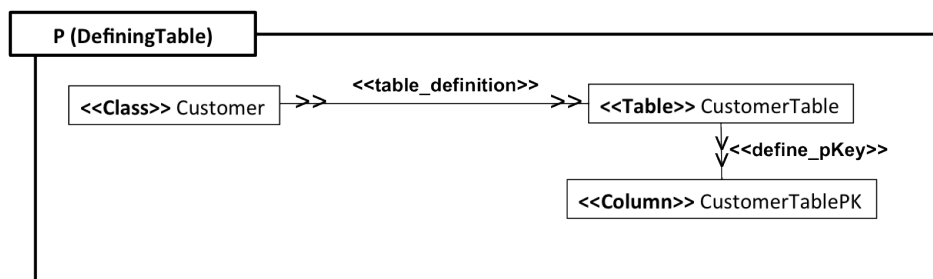 P (DefiningTable)
<<table_definition>>
<<Class>> Customer
<<Table>> CustomerTable
<<define_pKey>>
<<Column>> CustomerTablePK